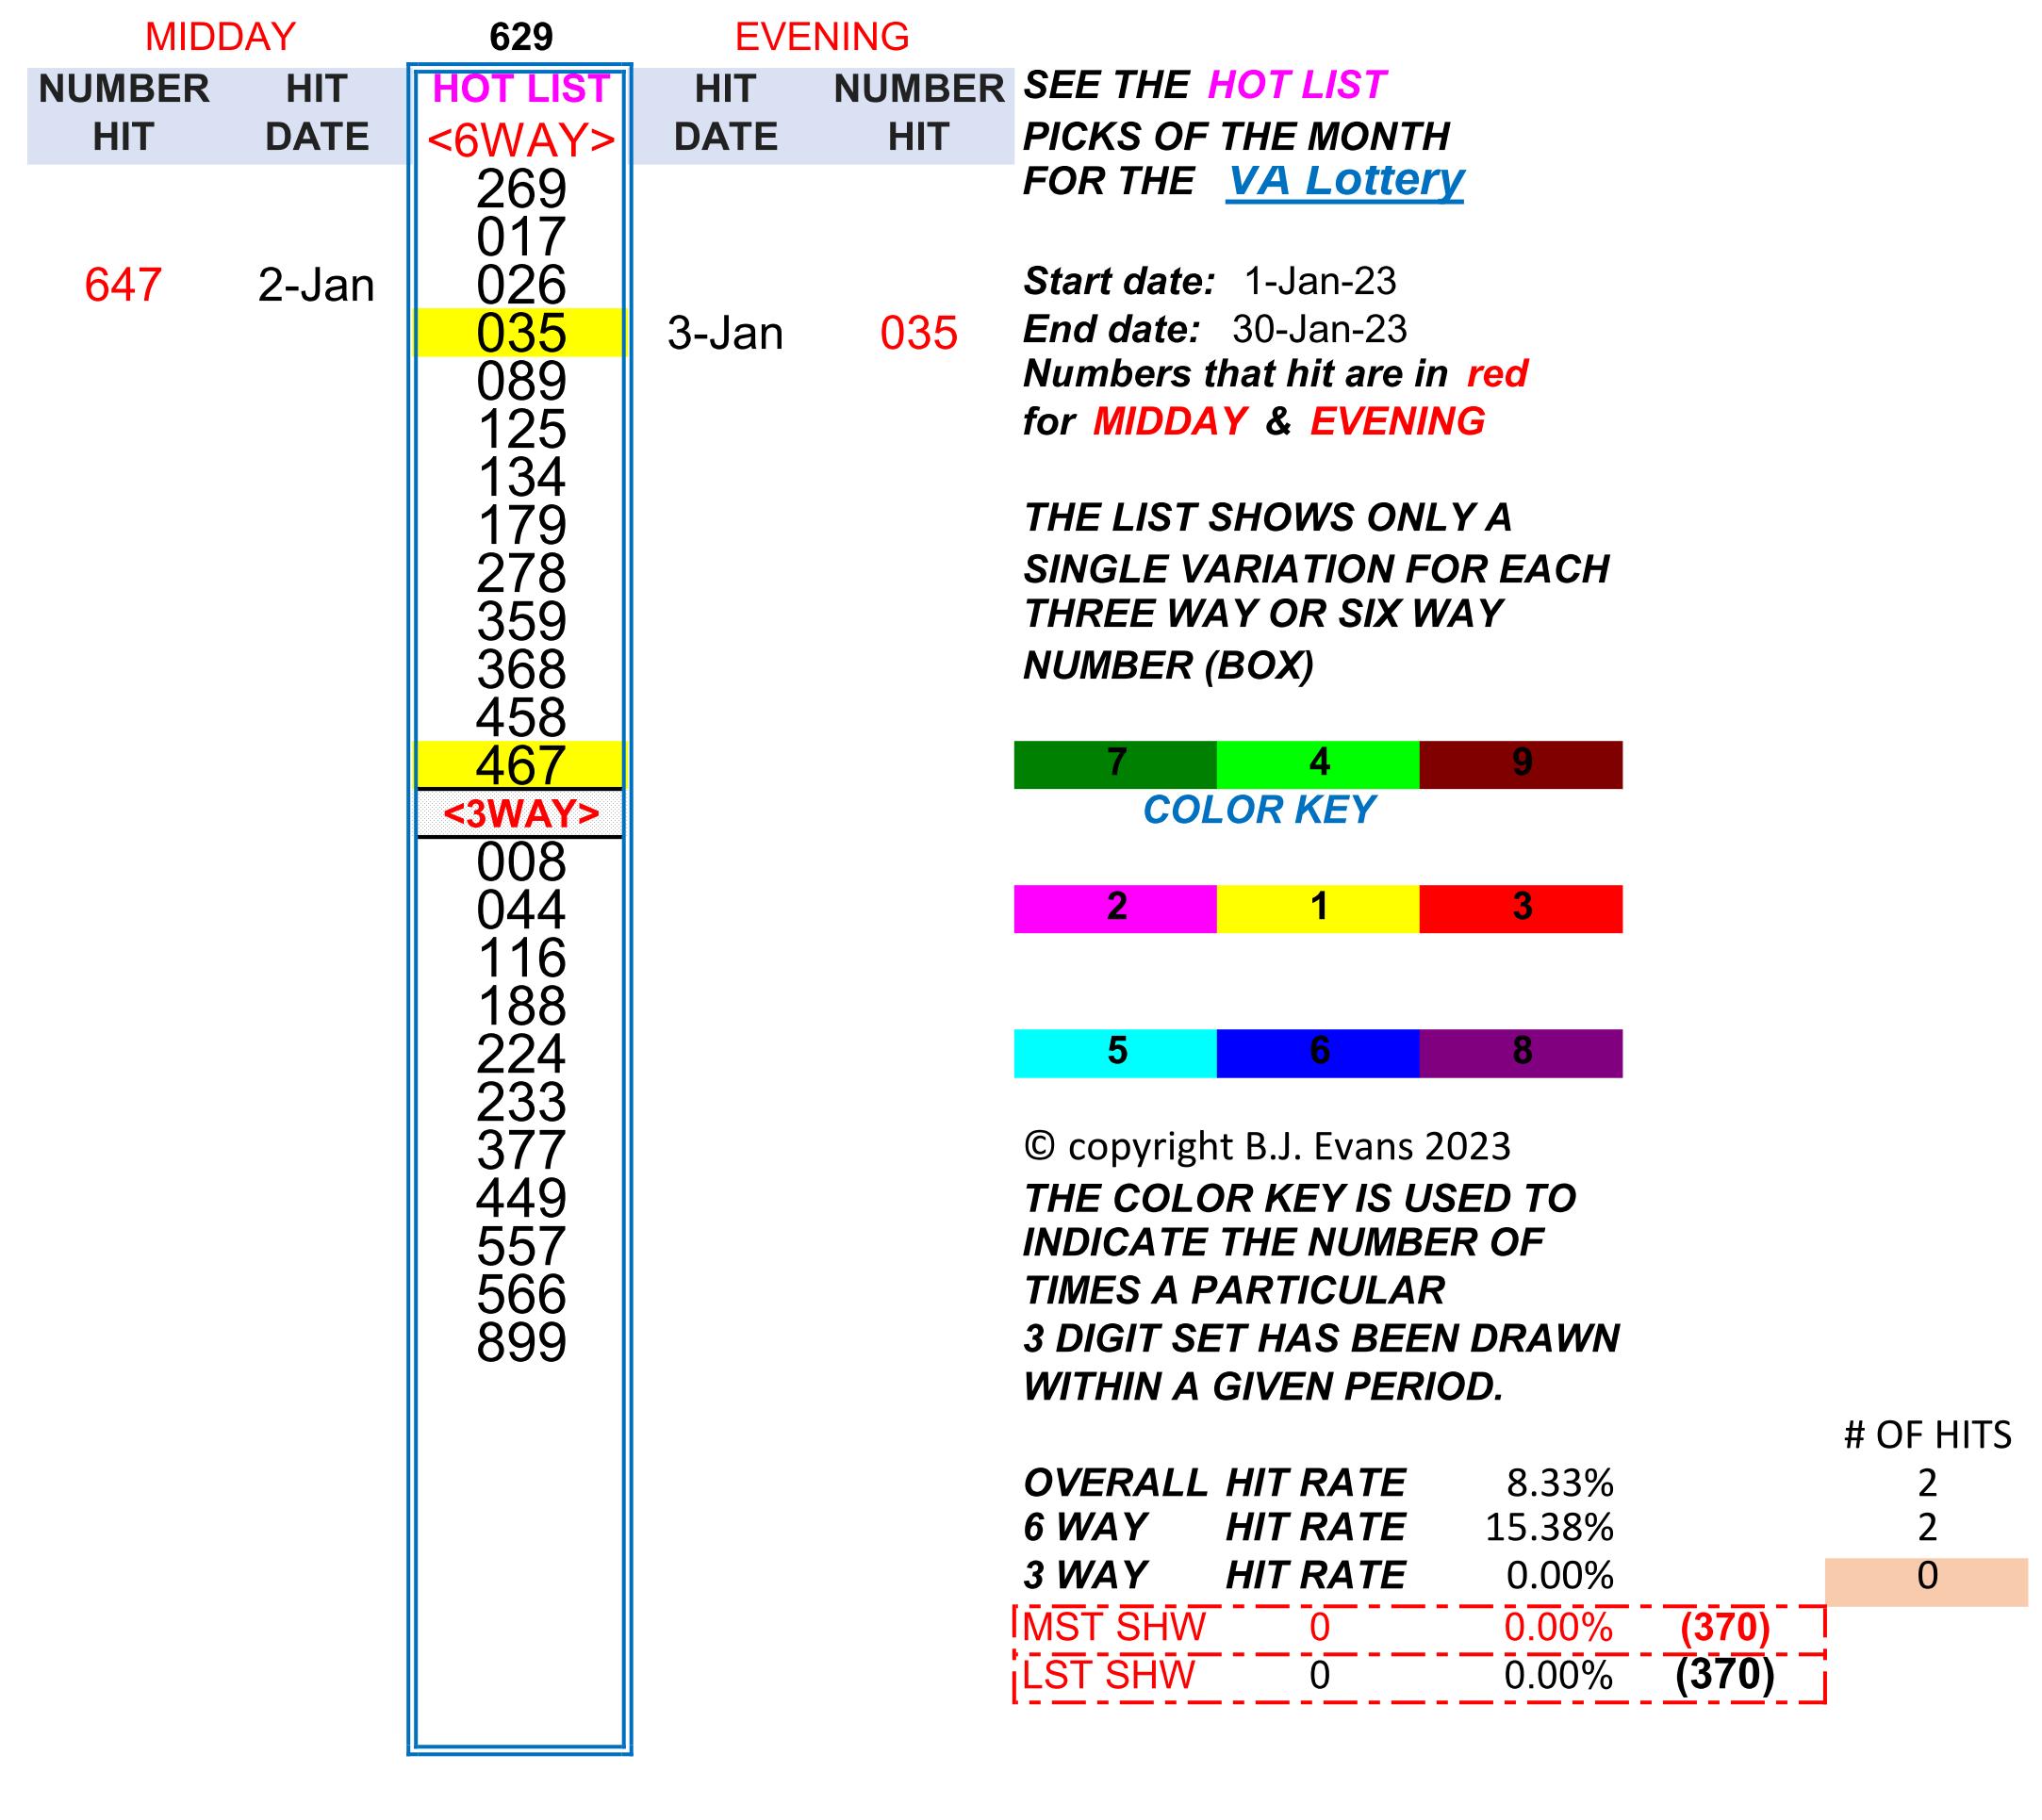 MIDDAY 629 EVENING
NUMBER HIT HOT LIST HIT NUMBER SEE THE HOT LIST
HIT DATE <6WAY> DATE HIT PICKS OF THE MONTH
269 FOR THE VA Lottery
017
647 2-Jan 026 Start date: 1-Jan-23
035 3-Jan 035 End date: 30-Jan-23
089 Numbers that hit are in red
125 for MIDDAY & EVENING
134
179 THE LIST SHOWS ONLY A
278 SINGLE VARIATION FOR EACH
359 THREE WAY OR SIX WAY
368 NUMBER (BOX)
458
467 7 4 9
<3WAY> COLOR KEY
008
044 2 1 3
116
188
224 5 6 8
233
377 © copyright B.J. Evans 2023
449 THE COLOR KEY IS USED TO
557 INDICATE THE NUMBER OF
566 TIMES A PARTICULAR
899 3 DIGIT SET HAS BEEN DRAWN
WITHIN A GIVEN PERIOD.
# OF HITS
OVERALL HIT RATE 8.33% 2
6 WAY HIT RATE 15.38% 2
3 WAY HIT RATE 0.00% 0
MST SHW 0 0.00% (370)
LST SHW 0 0.00% (370)